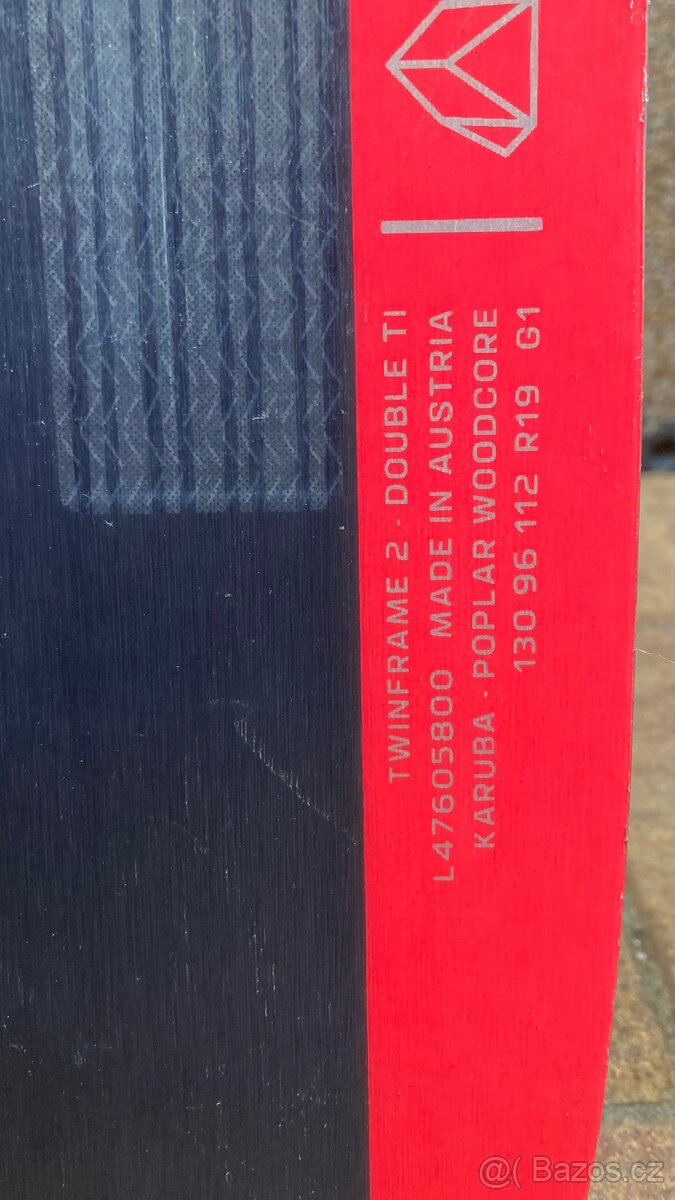 TWINFRAME 2 · DOUBLE TI
L47605800 MADE IN AUSTRIA
KARUBA · POPLAR WOODCORE
130 96 112 R19 G1
@( Bazos.cz